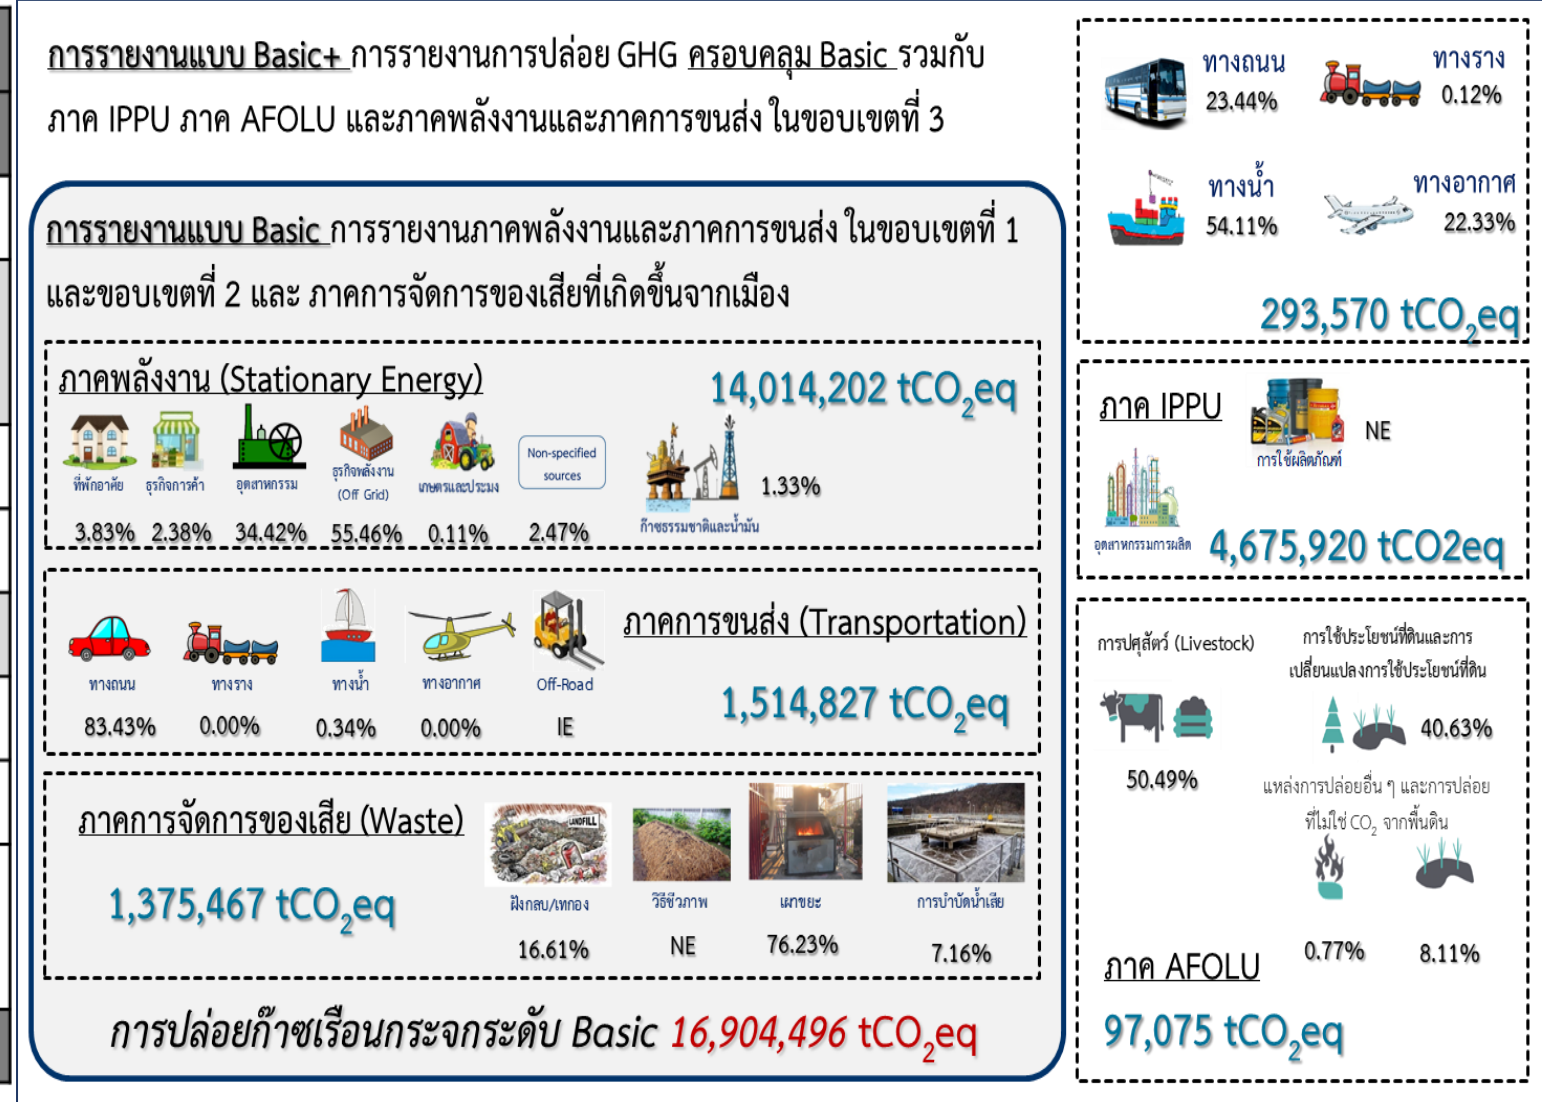 การรายงานแบบ Basic+ การรายงานการปล่อย GHG ครอบคลุม Basic รวมกับ
ภาค IPPU ภาค AFOLU และภาคพลังงานและภาคการขนส่ง ในขอบเขตที่ 3
การรายงานแบบ Basic การรายงานภาคพลังงานและภาคการขนส่ง ในขอบเขตที่ 1
และขอบเขตที่ 2 และ ภาคการจัดการของเสียที่เกิดขึ้นจากเมือง
ภาคพลังงาน (Stationary Energy)
14,014,202 tCO₂eq
ที่พักอาศัย
3.83%
ธุรกิจการค้า
2.38%
อุตสาหกรรม
34.42%
ธุรกิจพลังงาน
(Off Grid)
55.46%
เกษตรและประมง
0.11%
Non-specified
sources
2.47%
ก๊าซธรรมชาติและน้ำมัน
1.33%
ภาคการขนส่ง (Transportation)
1,514,827 tCO₂eq
ทางถนน
83.43%
ทางราง
0.00%
ทางน้ำ
0.34%
ทางอากาศ
0.00%
Off-Road
IE
ภาคการจัดการของเสีย (Waste)
1,375,467 tCO₂eq
LANDFILL
ฝังกลบ/เทกอง
16.61%
วิธีชีวภาพ
NE
เผาขยะ
76.23%
การบำบัดน้ำเสีย
7.16%
การปล่อยก๊าซเรือนกระจกระดับ Basic 16,904,496 tCO₂eq
ทางถนน
23.44%
ทางราง
0.12%
ทางน้ำ
54.11%
ทางอากาศ
22.33%
293,570 tCO₂eq
ภาค IPPU
NE
การใช้ผลิตภัณฑ์
อุตสาหกรรมการผลิต
4,675,920 tCO2eq
การปศุสัตว์ (Livestock)
50.49%
การใช้ประโยชน์ที่ดินและการ
เปลี่ยนแปลงการใช้ประโยชน์ที่ดิน
40.63%
แหล่งการปล่อยอื่น ๆ และการปล่อย
ที่ไม่ใช่ CO₂ จากพื้นดิน
0.77%
8.11%
ภาค AFOLU
97,075 tCO₂eq